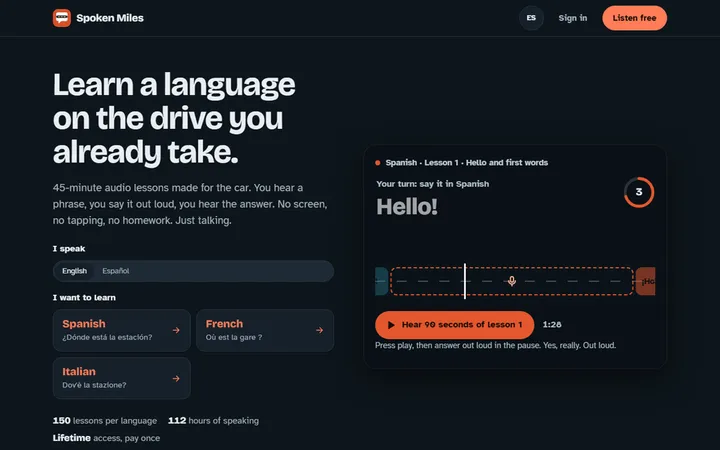 Spoken Miles
ES
Sign in
Listen free
Learn a language
on the drive you
already take.
45-minute audio lessons made for the car. You hear a
phrase, you say it out loud, you hear the answer. No screen,
no tapping, no homework. Just talking.
I speak
English
Español
I want to learn
Spanish
¿Dónde está la estación?
French
Où est la gare ?
Italian
Dov'è la stazione?
150 lessons per language
112 hours of speaking
Lifetime access, pay once
Spanish · Lesson 1 · Hello and first words
Your turn: say it in Spanish
Hello!
3
¡Ho
Hear 90 seconds of lesson 1
1:28
Press play, then answer out loud in the pause. Yes, really. Out loud.